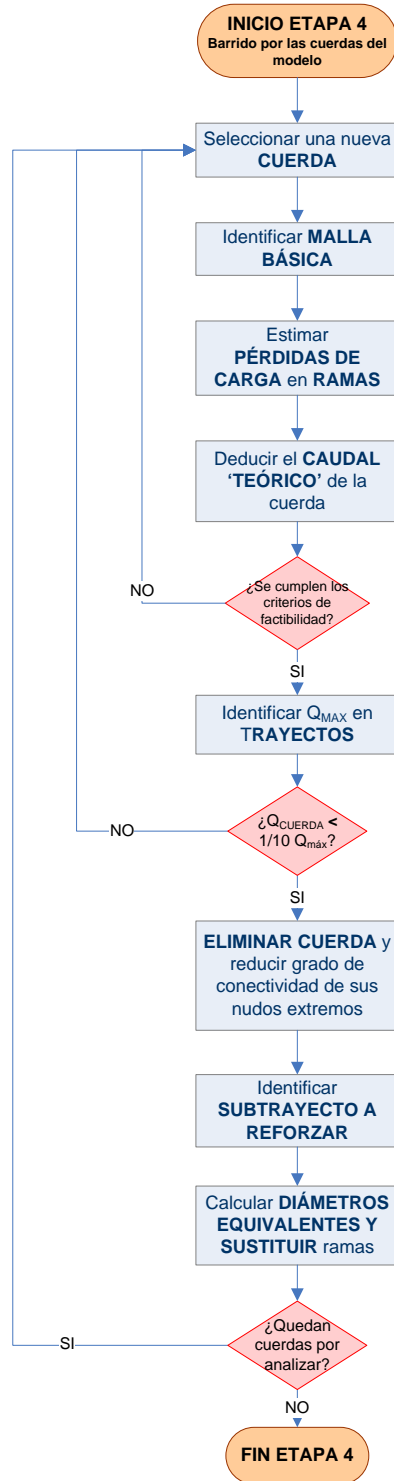 INICIO ETAPA 4
Barrido por las cuerdas del
modelo
Seleccionar una nueva
CUERDA
Identificar MALLA
BÁSICA
Estimar
PÉRDIDAS DE
CARGA en RAMAS
Deducir el CAUDAL
‘TEÓRICO’ de la
cuerda
¿Se cumplen los
criterios de
factibilidad?
NO
SI
Identificar QMAX en
TRAYECTOS
¿QCUERDA <
1/10 Qmáx?
NO
SI
ELIMINAR CUERDA y
reducir grado de
conectividad de sus
nudos extremos
Identificar
SUBTRAYECTO A
REFORZAR
Calcular DIÁMETROS
EQUIVALENTES Y
SUSTITUIR ramas
¿Quedan
cuerdas por
analizar?
SI
NO
FIN ETAPA 4